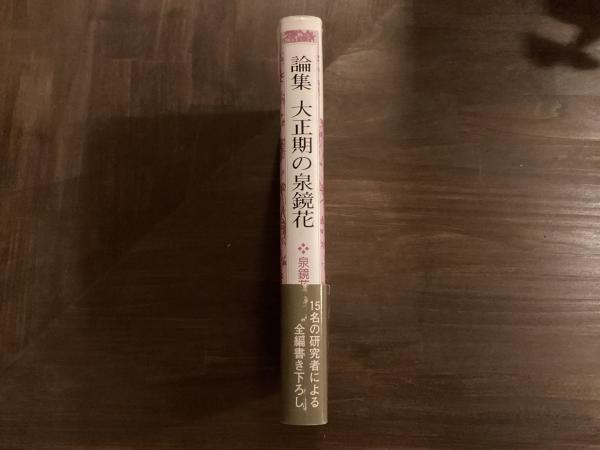 論集 大正期の泉鏡花
泉鏡花
15名の研究者による
全編書き下ろし